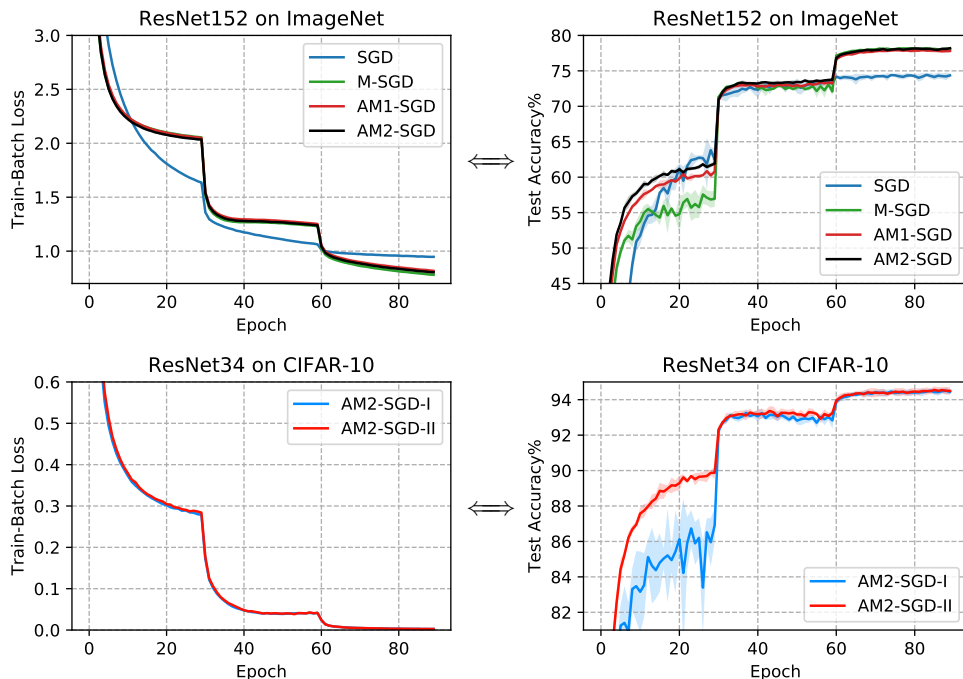 ResNet152 on ImageNet
Train-Batch Loss
3.0
2.5
2.0
1.5
1.0
SGD
M-SGD
AM1-SGD
AM2-SGD
0 20 40 60 80
Epoch
⟺
ResNet152 on ImageNet
Test Accuracy%
80
75
70
65
60
55
50
45
SGD
M-SGD
AM1-SGD
AM2-SGD
0 20 40 60 80
Epoch
ResNet34 on CIFAR-10
Train-Batch Loss
0.6
0.5
0.4
0.3
0.2
0.1
0.0
AM2-SGD-I
AM2-SGD-II
0 20 40 60 80
Epoch
⟺
ResNet34 on CIFAR-10
Test Accuracy%
94
92
90
88
86
84
82
AM2-SGD-I
AM2-SGD-II
0 20 40 60 80
Epoch